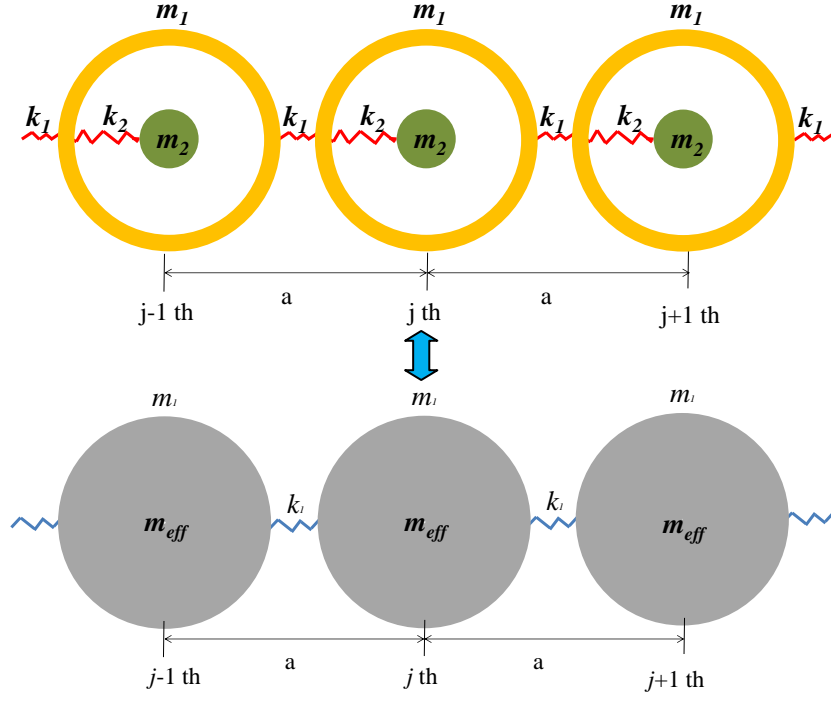 m1 m1 m1
k1 k2 k1 k2 k1 k2 k1
m2 m2 m2
a a
j-1 th j th j+1 th
m1 m1 m1
k1 k1
meff meff meff
a a
j-1 th j th j+1 th